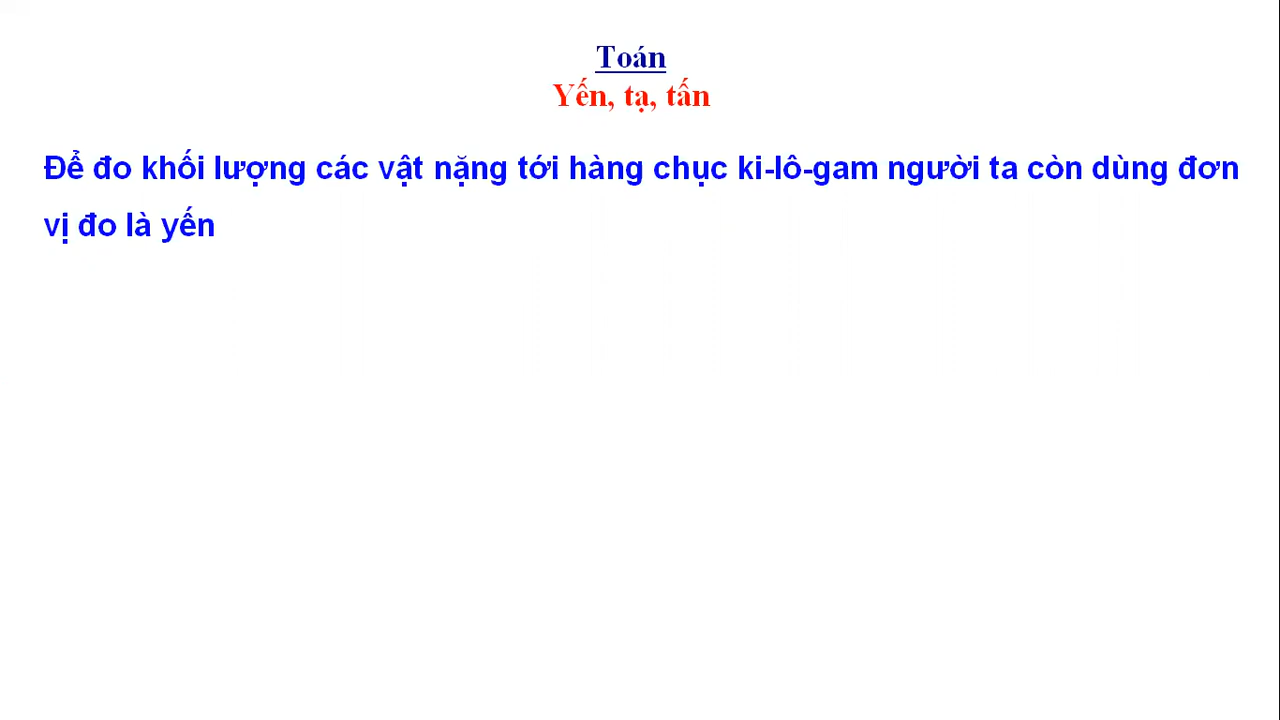 Toán
Yến, tạ, tấn
Để đo khối lượng các vật nặng tới hàng chục ki-lô-gam người ta còn dùng đơn
vị đo là yến